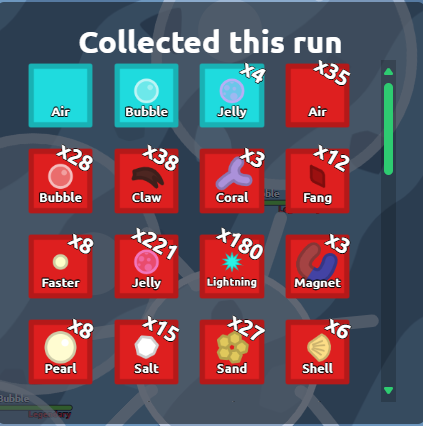 Collected this run
x4 x35
Air Bubble Jelly Air
x28 x38 x3 x12
Bubble Claw Coral Fang
x8 x221 x180 x3
Faster Jelly Lightning Magnet
x8 x15 x27 x6
Pearl Salt Sand Shell
Bubble